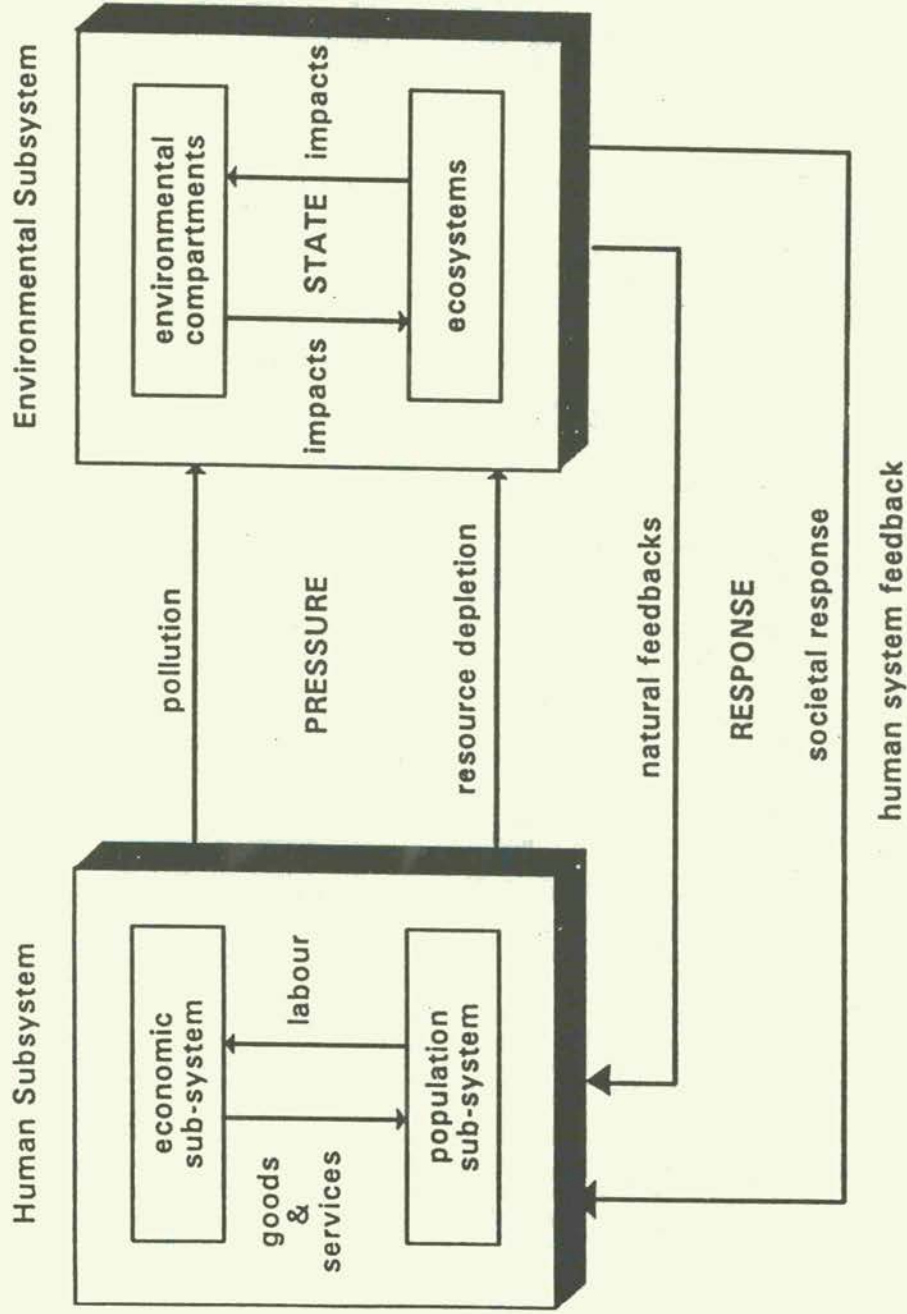 Human Subsystem
economic
sub-system
goods
&
services
labour
population
sub-system
pollution
PRESSURE
resource depletion
Environmental Subsystem
environmental
compartments
impacts
STATE
impacts
ecosystems
natural feedbacks
RESPONSE
societal response
human system feedback